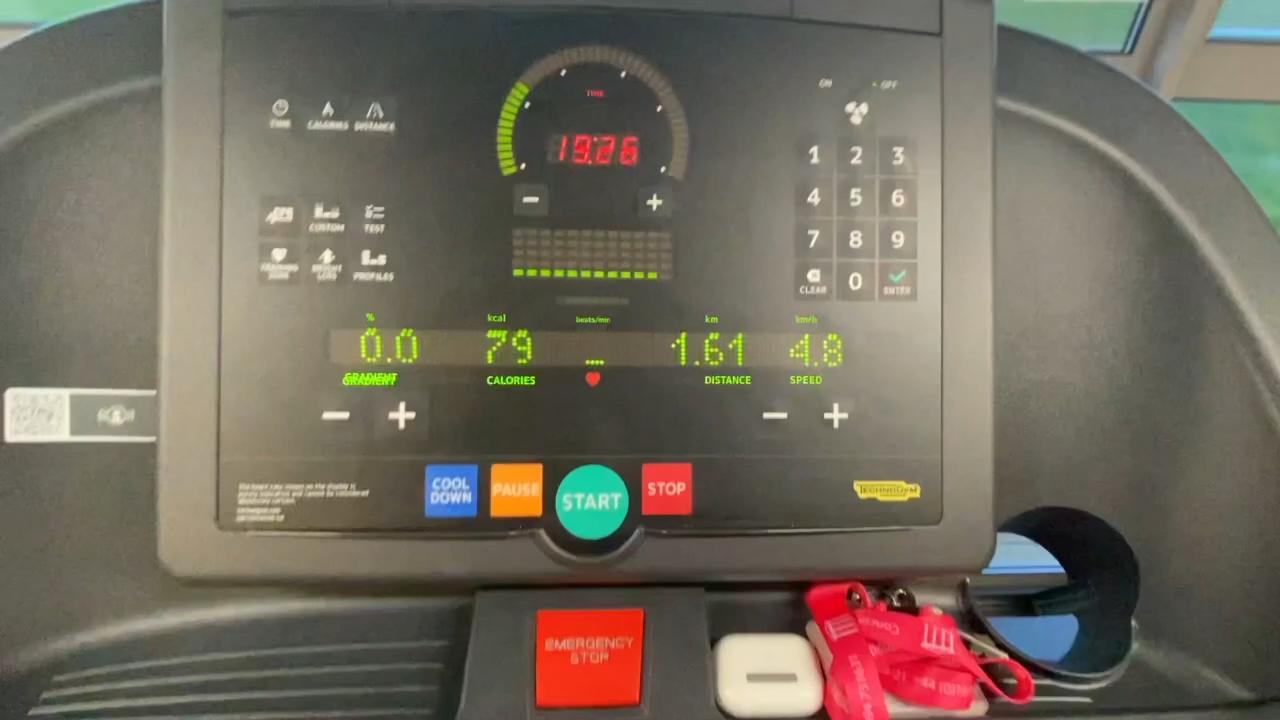 TIME
ON
OFF
TIME
CALORIES
DISTANCE
19:26
1 2 3
4 5 6
7 8 9
CLEAR 0 ENTER
CUSTOM
TEST
PROFILES
%
kcal
beats/min
km
km/h
0.0
79
1.61
4.8
GRADIENT
CALORIES
DISTANCE
SPEED
COOL
DOWN
PAUSE
START
STOP
TECHNOGYM
EMERGENCY
STOP